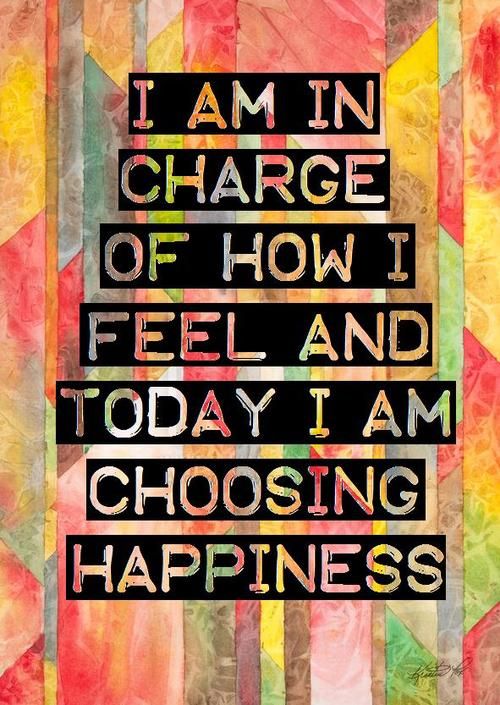 I AM IN
CHARGE
OF HOW I
FEEL AND
TODAY I AM
CHOOSING
HAPPINESS